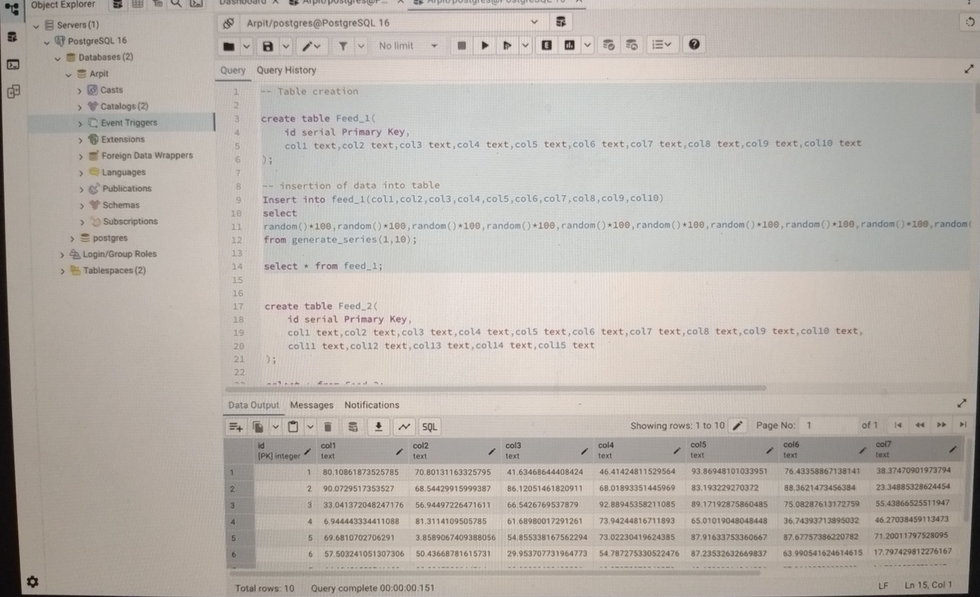 Object Explorer
Servers (1)
PostgreSQL 16
Databases (2)
Arpit
Casts
Catalogs (2)
Event Triggers
Extensions
Foreign Data Wrappers
Languages
Publications
Schemas
Subscriptions
postgres
Login/Group Roles
Tablespaces (2)
Arpit/postgres@PostgreSQL 16
No limit
Query Query History
1 -- Table creation
2
3 create table Feed_1(
4 id serial Primary Key,
5 col1 text,col2 text,col3 text,col4 text,col5 text,col6 text,col7 text,col8 text,col9 text,col10 text
6 );
7
8 -- insertion of data into table
9 Insert into feed_1(col1,col2,col3,col4,col5,col6,col7,col8,col9,col10)
10 select
11 random()*100,random()*100,random()*100,random()*100,random()*100,random()*100,random()*100,random()*100,random()*100,random(
12 from generate_series(1,10);
13
14 select * from feed_1;
15
16
17 create table Feed_2(
18 id serial Primary Key,
19 col1 text,col2 text,col3 text,col4 text,col5 text,col6 text,col7 text,col8 text,col9 text,col10 text,
20 col11 text,col12 text,col13 text,col14 text,col15 text
21 );
22
Data Output Messages Notifications
SQL Showing rows: 1 to 10 Page No: 1 of 1
id col1 col2 col3 col4 col5 col6 col7
[PK] integer text text text text text text text
1 1 80.10861873525785 70.80131163325795 41.63468644408424 46.41424811529564 93.86948101033951 76.43358867138141 38.37470901973794
2 2 90.0729517353527 68.54429915999387 86.12051461820911 68.01893351445969 83.193229270372 88.3621473456384 23.34885328624454
3 3 33.041372048247176 56.94497226471611 66.5426769537879 92.88945358211085 89.17192875860485 75.08287613172759 55.43866525511947
4 4 6.944443334411088 81.3114109505785 61.68980017291261 73.94244816711893 65.01019048048448 36.74393713895032 46.27038459113473
5 5 69.6810702706291 3.8589067409388056 54.855338167562294 73.02230419624385 87.91633753360667 87.67757386220782 71.20011797528095
6 6 57.503241051307306 50.43668781615731 29.953707731964773 54.787275330522476 87.23532632669837 63.990541624614615 17.797429812276167
Total rows: 10 Query complete 00:00:00.151 LF Ln 15, Col 1